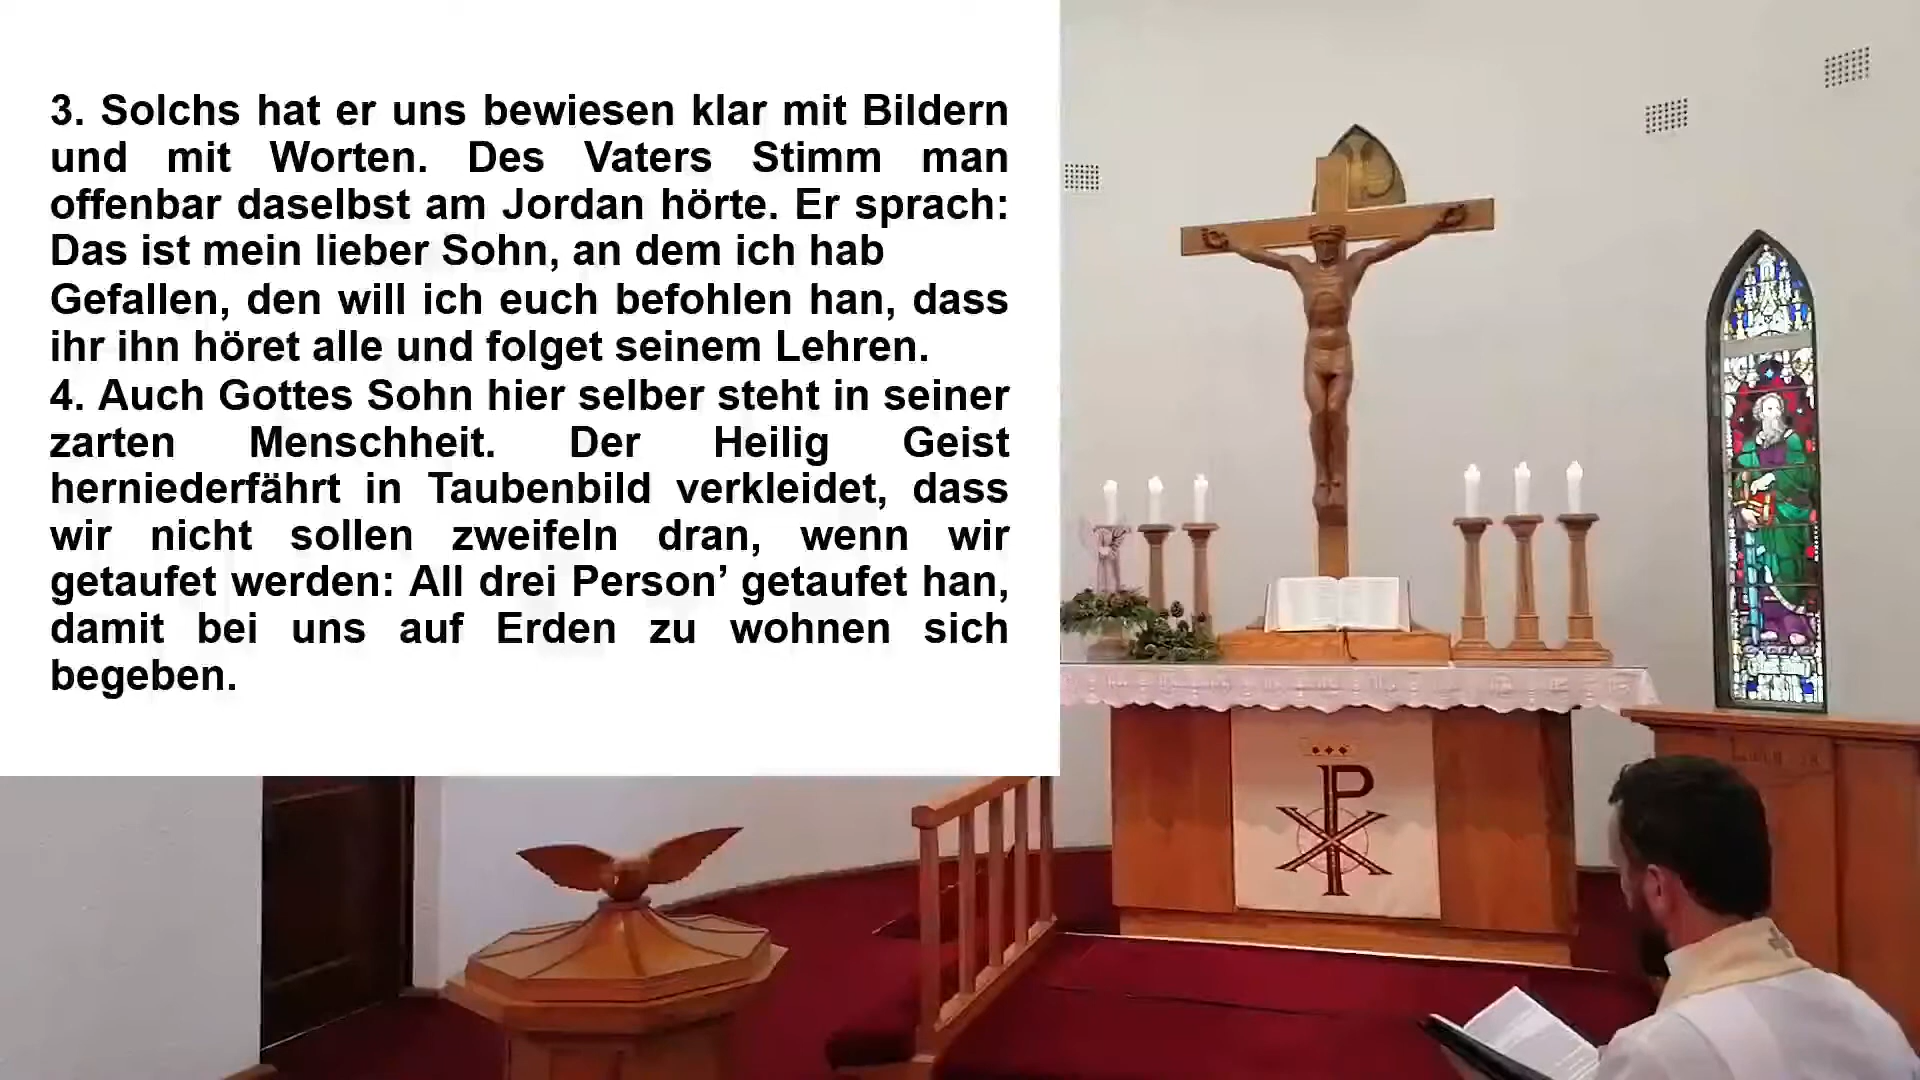 3. Solchs hat er uns bewiesen klar mit Bildern
und mit Worten. Des Vaters Stimm man
offenbar daselbst am Jordan hörte. Er sprach:
Das ist mein lieber Sohn, an dem ich hab
Gefallen, den will ich euch befohlen han, dass
ihr ihn höret alle und folget seinem Lehren.
4. Auch Gottes Sohn hier selber steht in seiner
zarten Menschheit. Der Heilig Geist
herniederfährt in Taubenbild verkleidet, dass
wir nicht sollen zweifeln dran, wenn wir
getaufet werden: All drei Person’ getaufet han,
damit bei uns auf Erden zu wohnen sich
begeben.